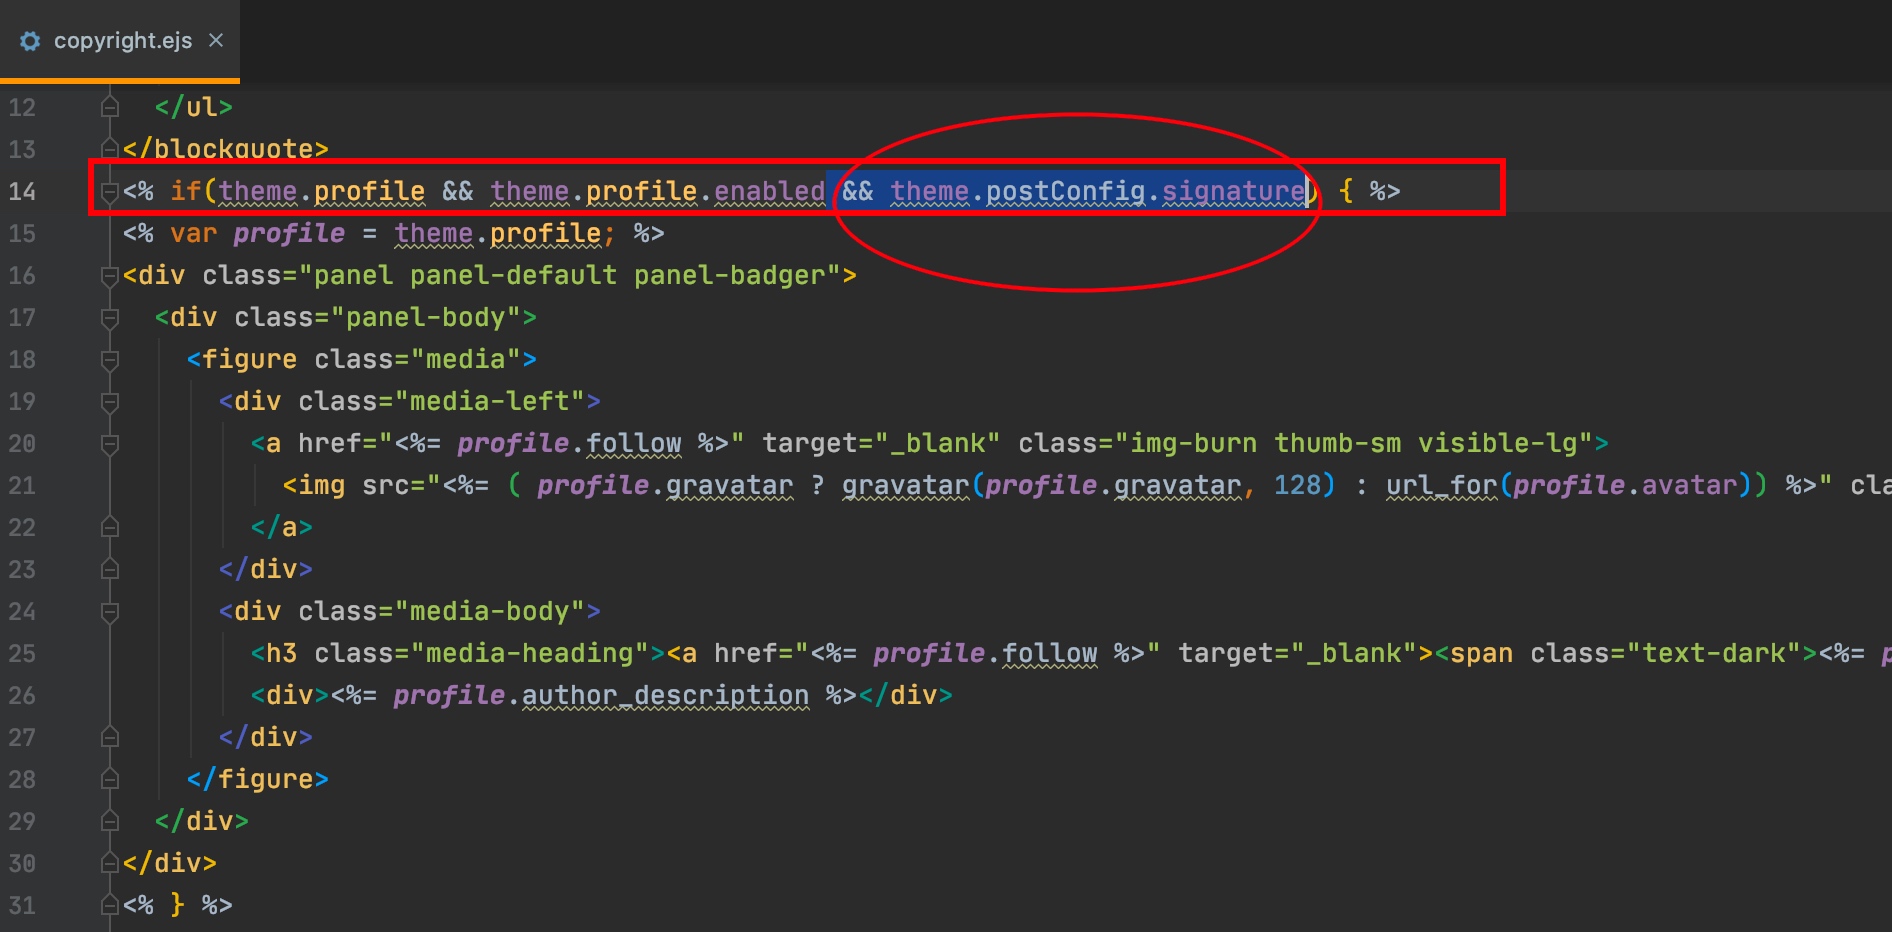 copyright.ejs
12 </ul>
13 </blockquote>
14 <% if(theme.profile && theme.profile.enabled && theme.postConfig.signature) { %>
15 <% var profile = theme.profile; %>
16 <div class="panel panel-default panel-badger">
17 <div class="panel-body">
18 <figure class="media">
19 <div class="media-left">
20 <a href="<%= profile.follow %>" target="_blank" class="img-burn thumb-sm visible-lg">
21 <img src="<%= ( profile.gravatar ? gravatar(profile.gravatar, 128) : url_for(profile.avatar)) %>" cla
22 </a>
23 </div>
24 <div class="media-body">
25 <h3 class="media-heading"><a href="<%= profile.follow %>" target="_blank"><span class="text-dark"><%= p
26 <div><%= profile.author_description %></div>
27 </div>
28 </figure>
29 </div>
30 </div>
31 <% } %>